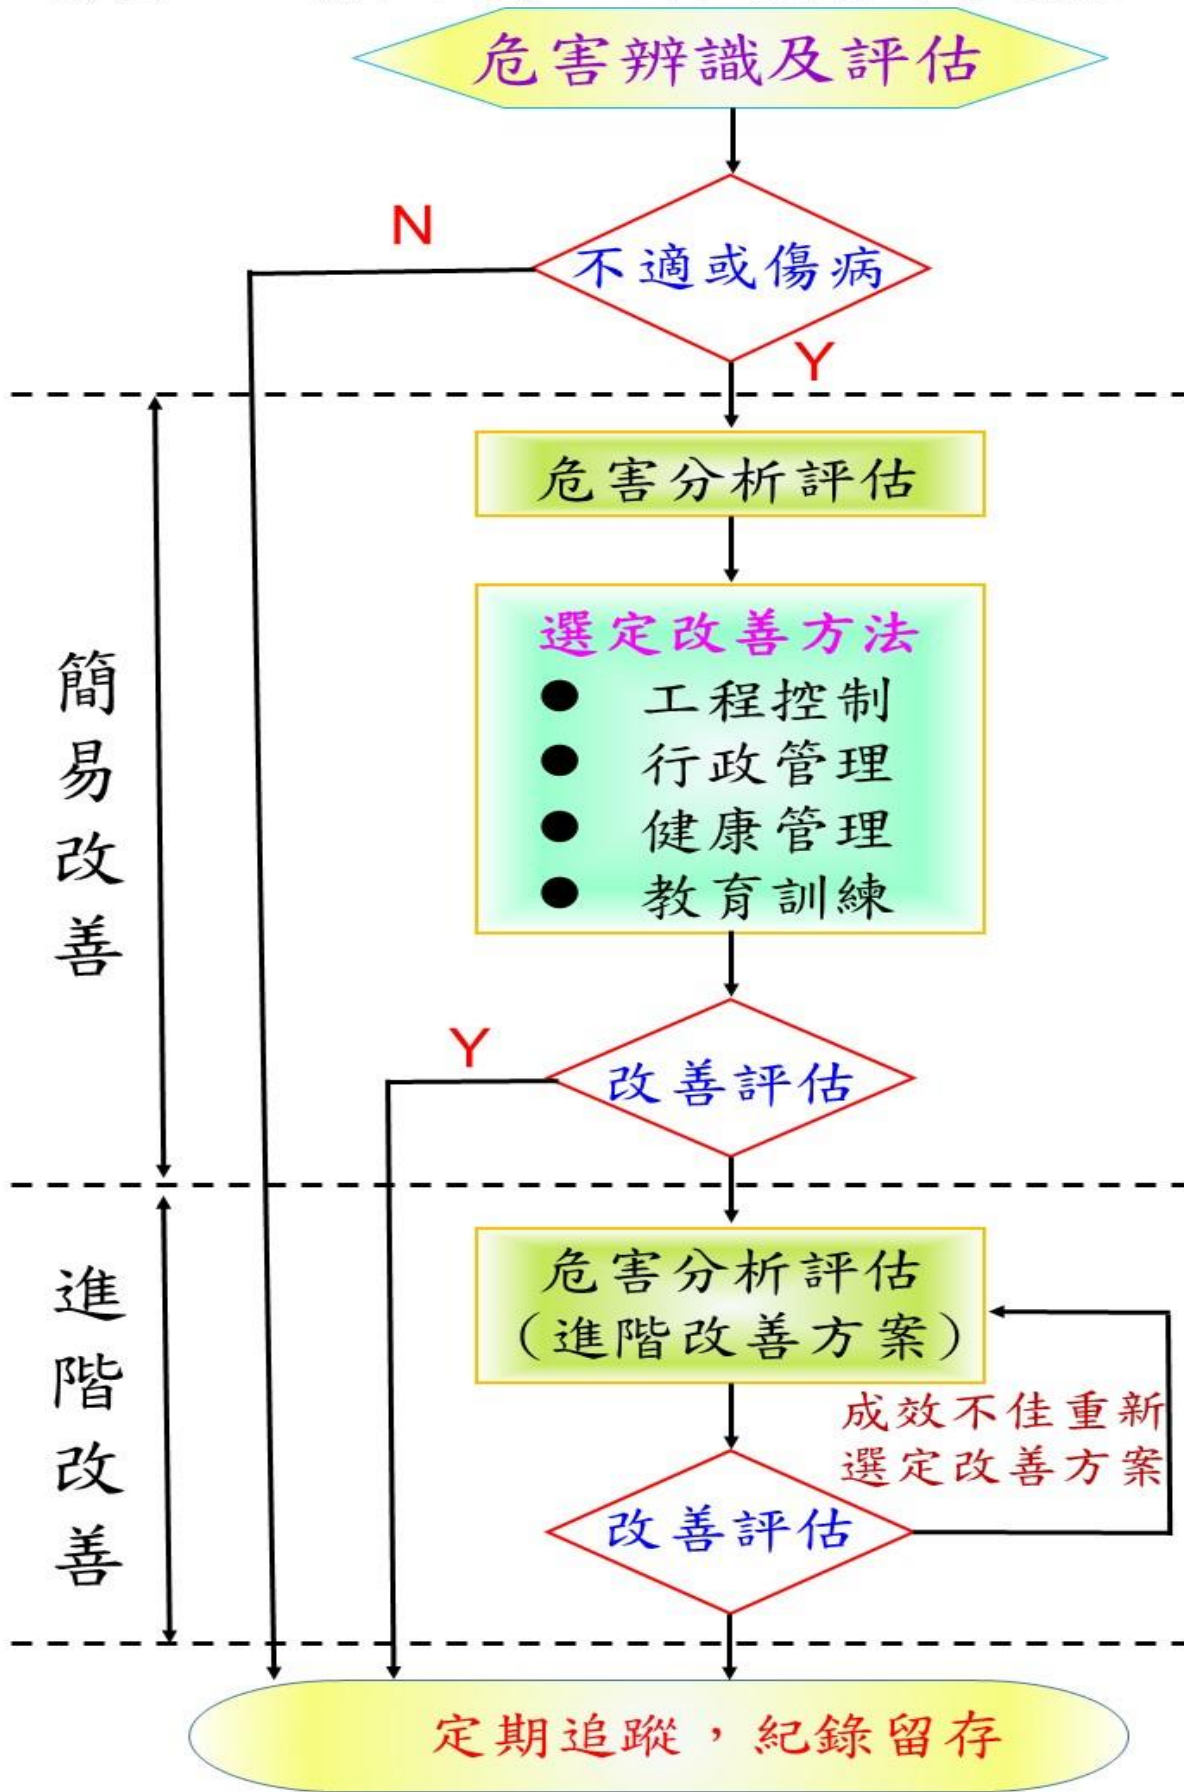 危害辨識及評估
N
不適或傷病
Y
危害分析評估
選定改善方法
● 工程控制
● 行政管理
● 健康管理
● 教育訓練
簡易改善
Y
改善評估
危害分析評估
（進階改善方案）
進階改善
成效不佳重新
選定改善方案
改善評估
定期追蹤，紀錄留存